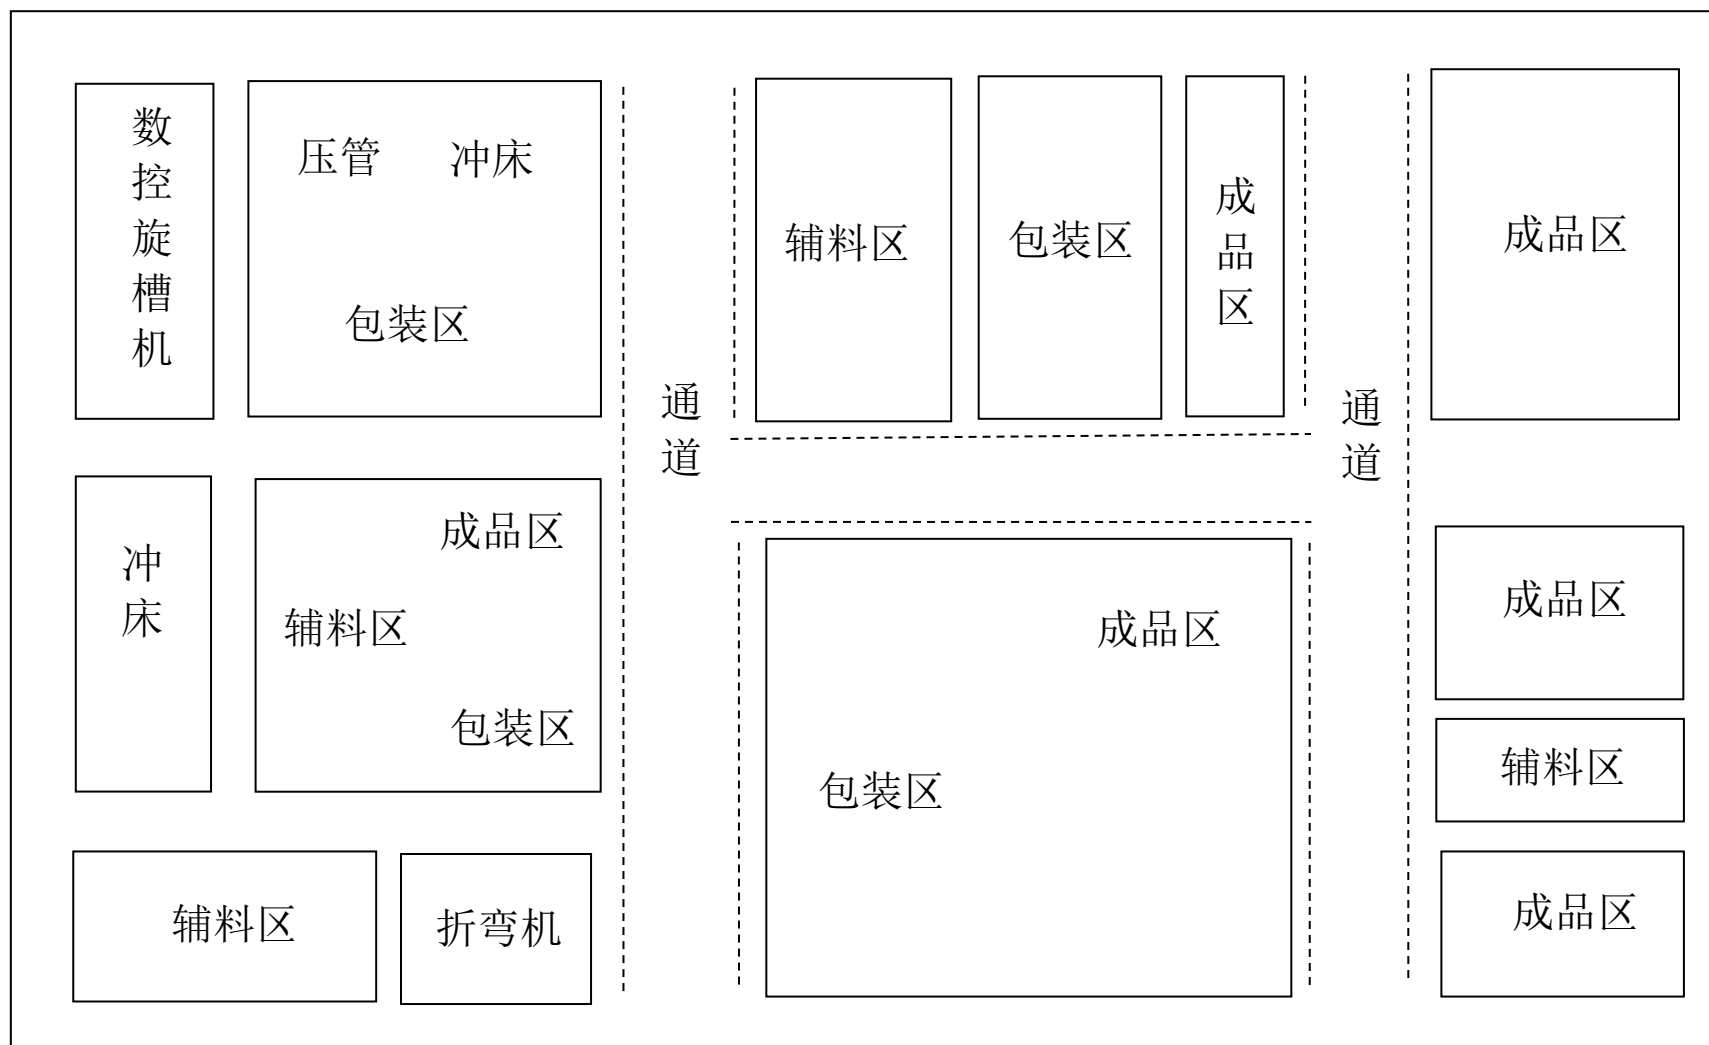 数控旋槽机
压管 冲床
包装区
通道
辅料区
包装区
成品区
通道
成品区
冲床
成品区
辅料区
包装区
成品区
包装区
成品区
辅料区
成品区
辅料区
折弯机